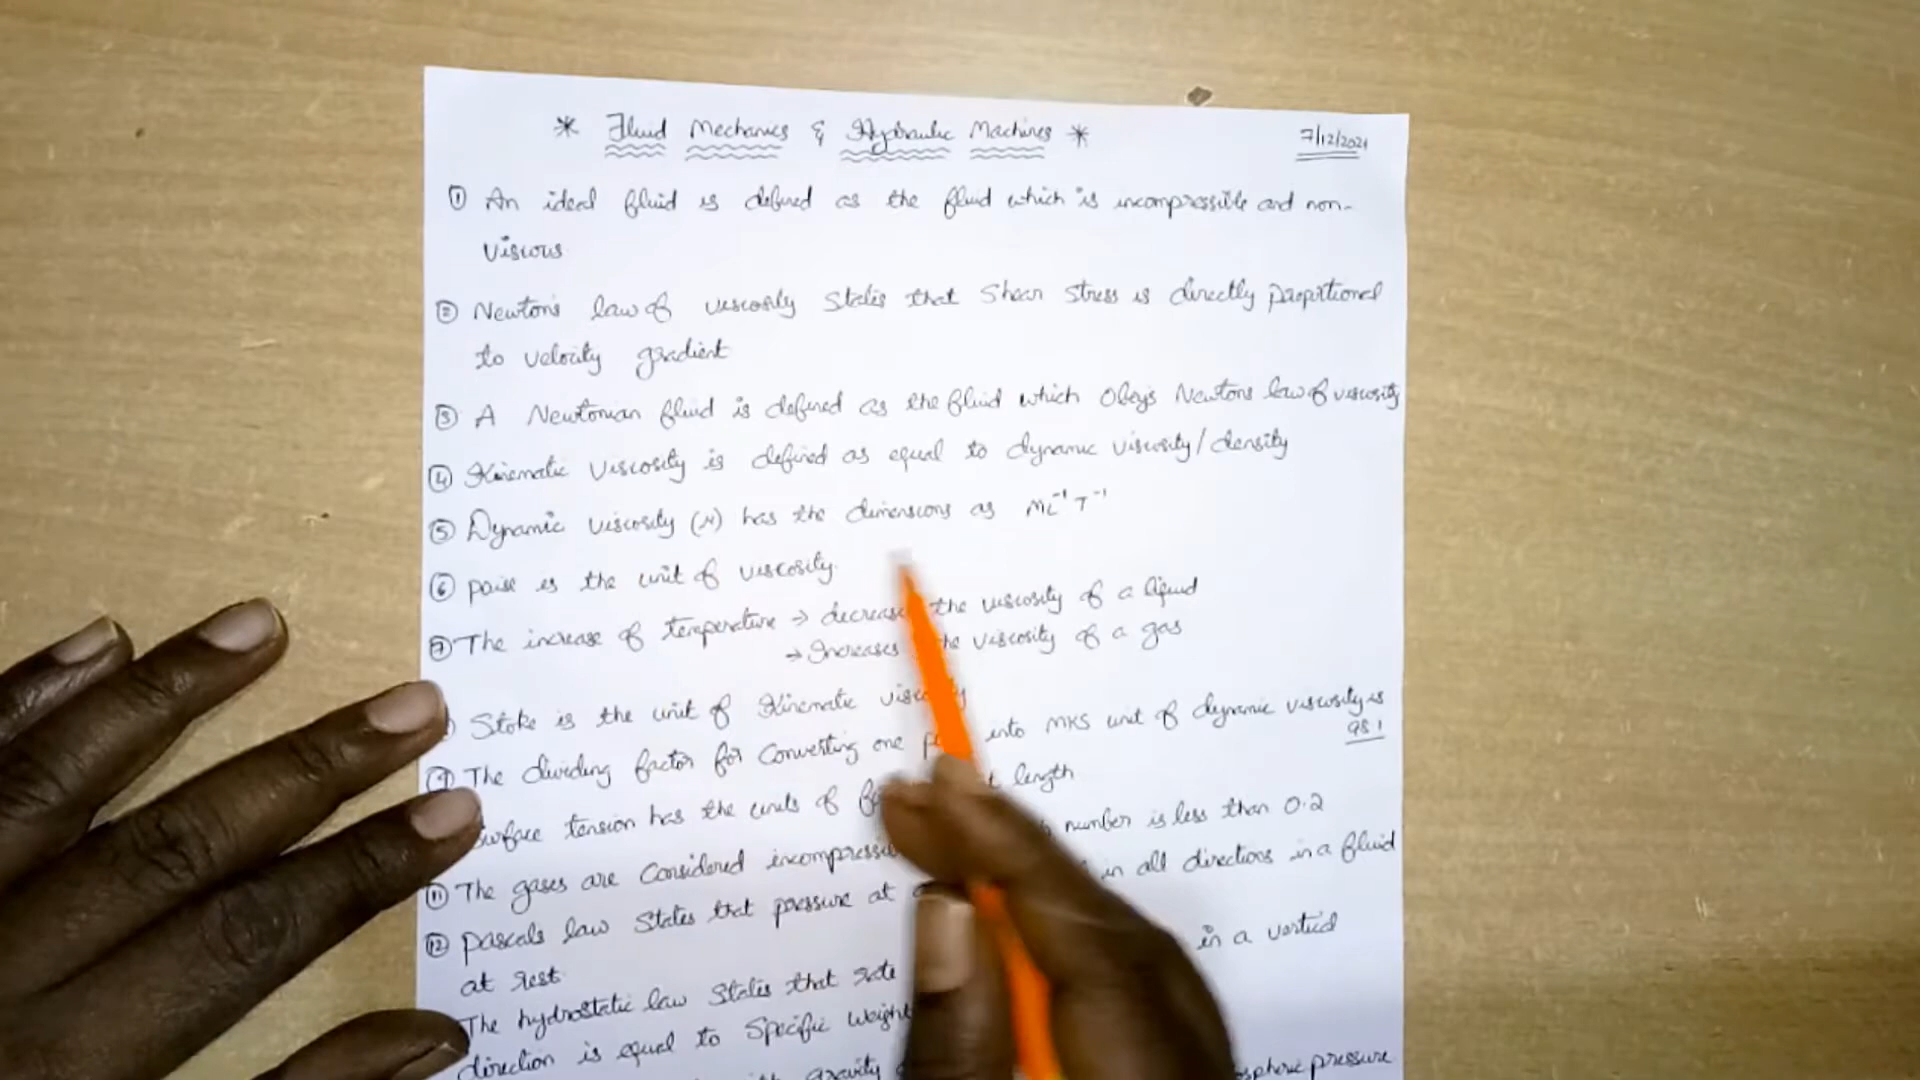 * Fluid Mechanics & Hydraulic Machines *
7/12/2021
① An ideal fluid is defined as the fluid which is incompressible and non-
viscous
② Newton's law of viscosity states that shear stress is directly proportional
to velocity gradient
③ A Newtonian fluid is defined as the fluid which obeys Newtons law of viscosity
④ Kinematic viscosity is defined as equal to dynamic viscosity/density
⑤ Dynamic viscosity (μ) has the dimensions as ML⁻¹T⁻¹
⑥ poise is the unit of viscosity.
⑦ The increase of temperature → decrease the viscosity of a liquid
→ Increases the viscosity of a gas
Stoke is the unit of Kinematic viscosity
⑨ The dividing factor for converting one into MKS unit of dynamic viscosity is
98.1
Surface tension has the units of length
⑪ The gases are considered incompressible number is less than 0.2
⑫ pascals law states that pressure at in all directions in a fluid
at rest
The hydrostatic law states that rate in a vertical
direction is equal to specific weight
gravity pressure